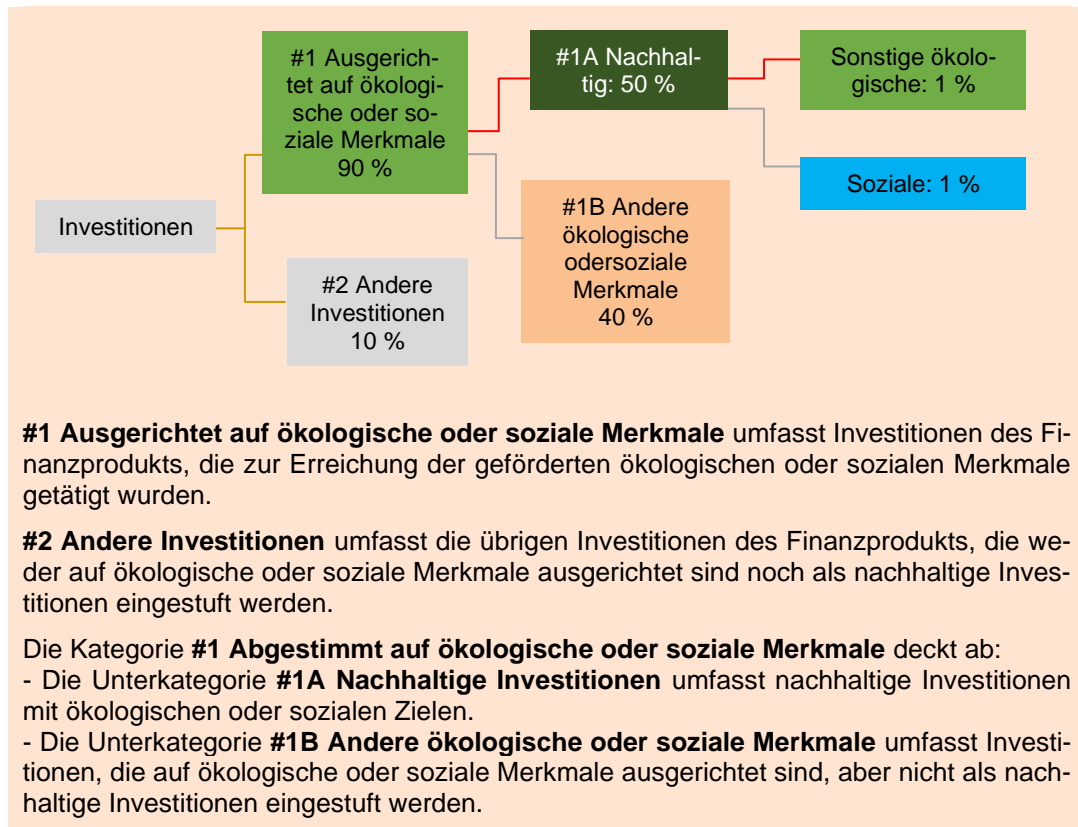 #1 Ausgerich-
tet auf ökologi-
sche oder so-
ziale Merkmale
90 %
#1A Nachhal-
tig: 50 %
Sonstige ökolo-
gische: 1 %
Soziale: 1 %
Investitionen
#1B Andere
ökologische
odersoziale
Merkmale
40 %
#2 Andere
Investitionen
10 %
#1 Ausgerichtet auf ökologische oder soziale Merkmale umfasst Investitionen des Fi-
nanzprodukts, die zur Erreichung der geförderten ökologischen oder sozialen Merkmale
getätigt wurden.
#2 Andere Investitionen umfasst die übrigen Investitionen des Finanzprodukts, die we-
der auf ökologische oder soziale Merkmale ausgerichtet sind noch als nachhaltige Inves-
titionen eingestuft werden.
Die Kategorie #1 Abgestimmt auf ökologische oder soziale Merkmale deckt ab:
- Die Unterkategorie #1A Nachhaltige Investitionen umfasst nachhaltige Investitionen
mit ökologischen oder sozialen Zielen.
- Die Unterkategorie #1B Andere ökologische oder soziale Merkmale umfasst Investi-
tionen, die auf ökologische oder soziale Merkmale ausgerichtet sind, aber nicht als nach-
haltige Investitionen eingestuft werden.